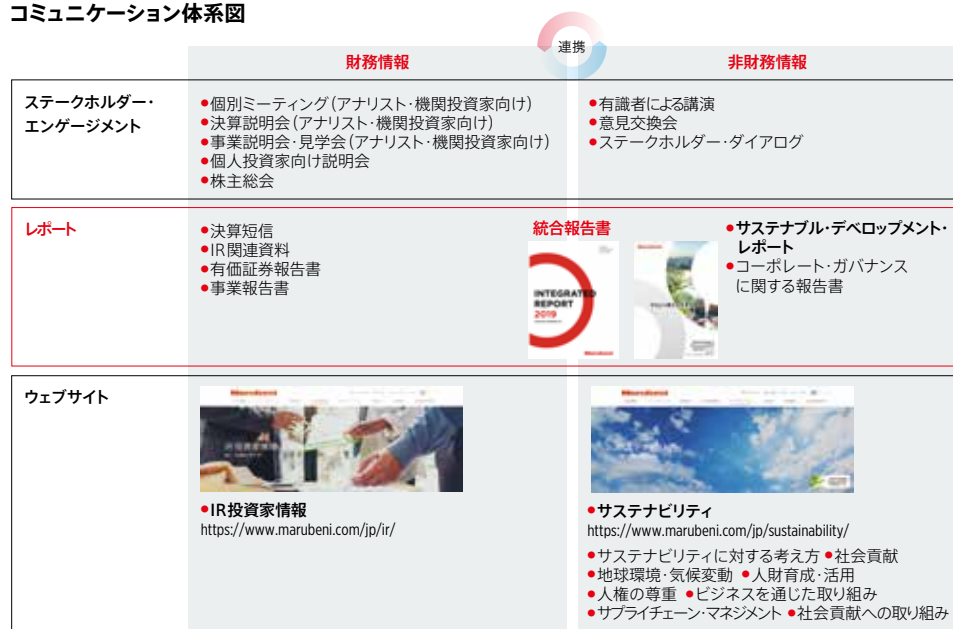 コミュニケーション体系図
連携
財務情報
非財務情報
ステークホルダー・
エンゲージメント
●個別ミーティング（アナリスト・機関投資家向け）
●決算説明会（アナリスト・機関投資家向け）
●事業説明会・見学会（アナリスト・機関投資家向け）
●個人投資家向け説明会
●株主総会
●有識者による講演
●意見交換会
●ステークホルダー・ダイアログ
レポート
●決算短信
●IR関連資料
●有価証券報告書
●事業報告書
統合報告書
INTEGRATED
REPORT
2019
Marubeni
●サステナブル・デベロップメント・
レポート
●コーポレート・ガバナンス
に関する報告書
ウェブサイト
Marubeni
IR投資家情報
●IR投資家情報
https://www.marubeni.com/jp/ir/
Marubeni
●サステナビリティ
https://www.marubeni.com/jp/sustainability/
●サステナビリティに対する考え方 ●社会貢献
●地球環境・気候変動 ●人財育成・活用
●人権の尊重 ●ビジネスを通じた取り組み
●サプライチェーン・マネジメント ●社会貢献への取り組み